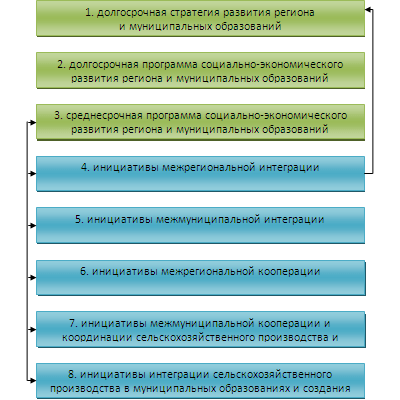 1. долгосрочная стратегия развития региона
и муниципальных образований
2. долгосрочная программа социально-экономического
развития региона и муниципальных образований
3. среднесрочная программа социально-экономического
развития региона и муниципальных образований
4. инициативы межрегиональной интеграции
5. инициативы межмуниципальной интеграции
6. инициативы межрегиональной кооперации
7. инициативы межмуниципальной кооперации и
координации сельскохозяйственного производства и
8. инициативы интеграции сельскохозяйственного
производства в муниципальных образованиях и создания